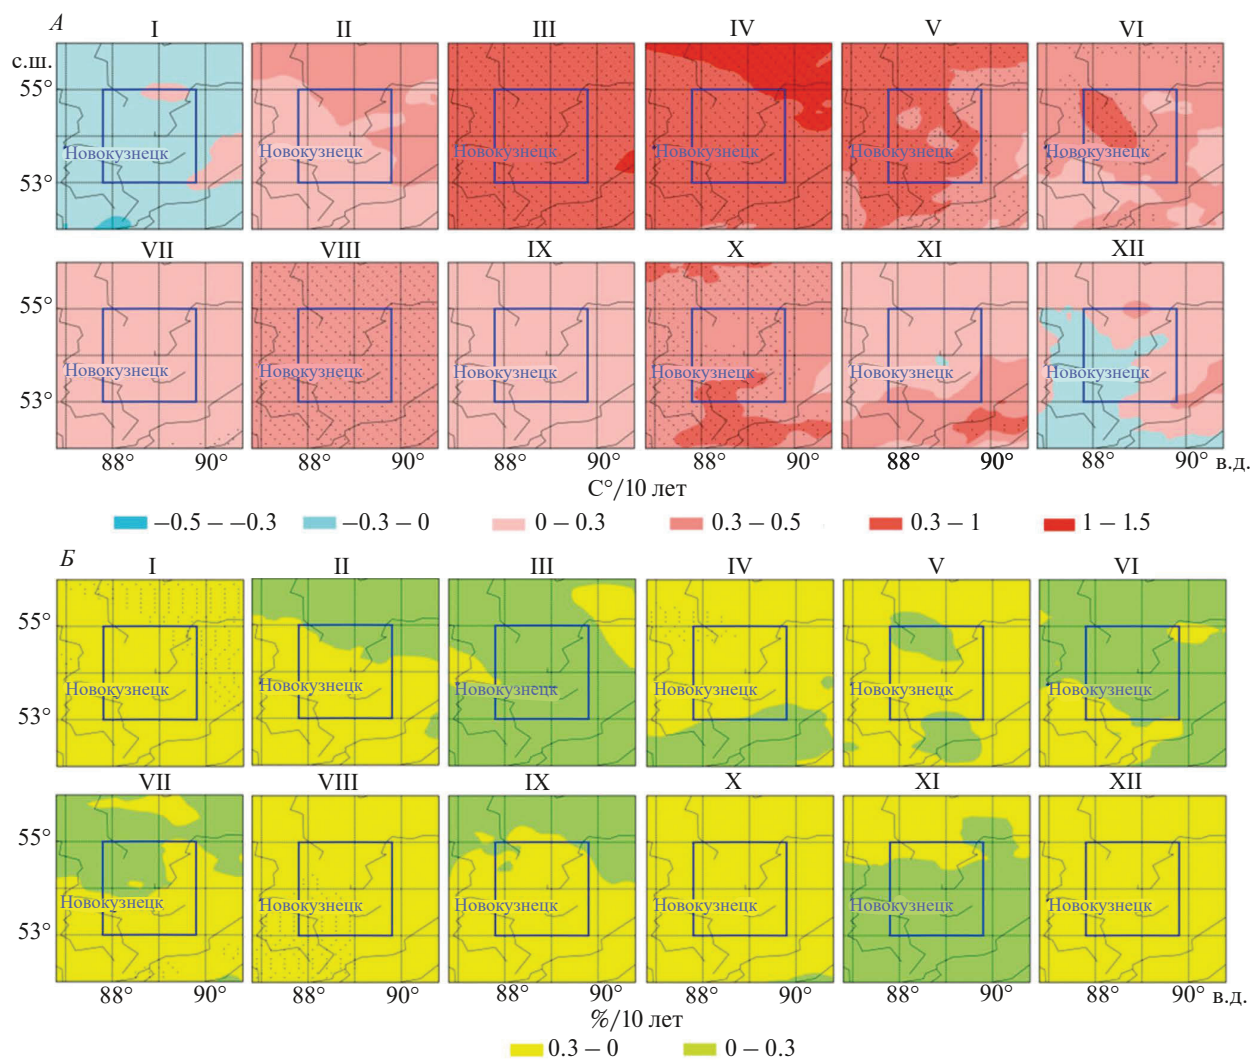 А
I II III IV V VI
с.ш.
55°
Новокузнецк Новокузнецк Новокузнецк Новокузнецк Новокузнецк Новокузнецк
53°
VII VIII IX X XI XII
55°
Новокузнецк Новокузнецк Новокузнецк Новокузнецк Новокузнецк Новокузнецк
53°
88° 90° 88° 90° 88° 90° 88° 90° 88° 90° 88° 90° в.д.
C°/10 лет
−0.5 − −0.3 −0.3 − 0 0 − 0.3 0.3 − 0.5 0.3 − 1 1 − 1.5
Б
I II III IV V VI
55°
Новокузнецк Новокузнецк Новокузнецк Новокузнецк Новокузнецк Новокузнецк
53°
VII VIII IX X XI XII
55°
Новокузнецк Новокузнецк Новокузнецк Новокузнецк Новокузнецк Новокузнецк
53°
88° 90° 88° 90° 88° 90° 88° 90° 88° 90° 88° 90° в.д.
%/10 лет
0.3 − 0 0 − 0.3